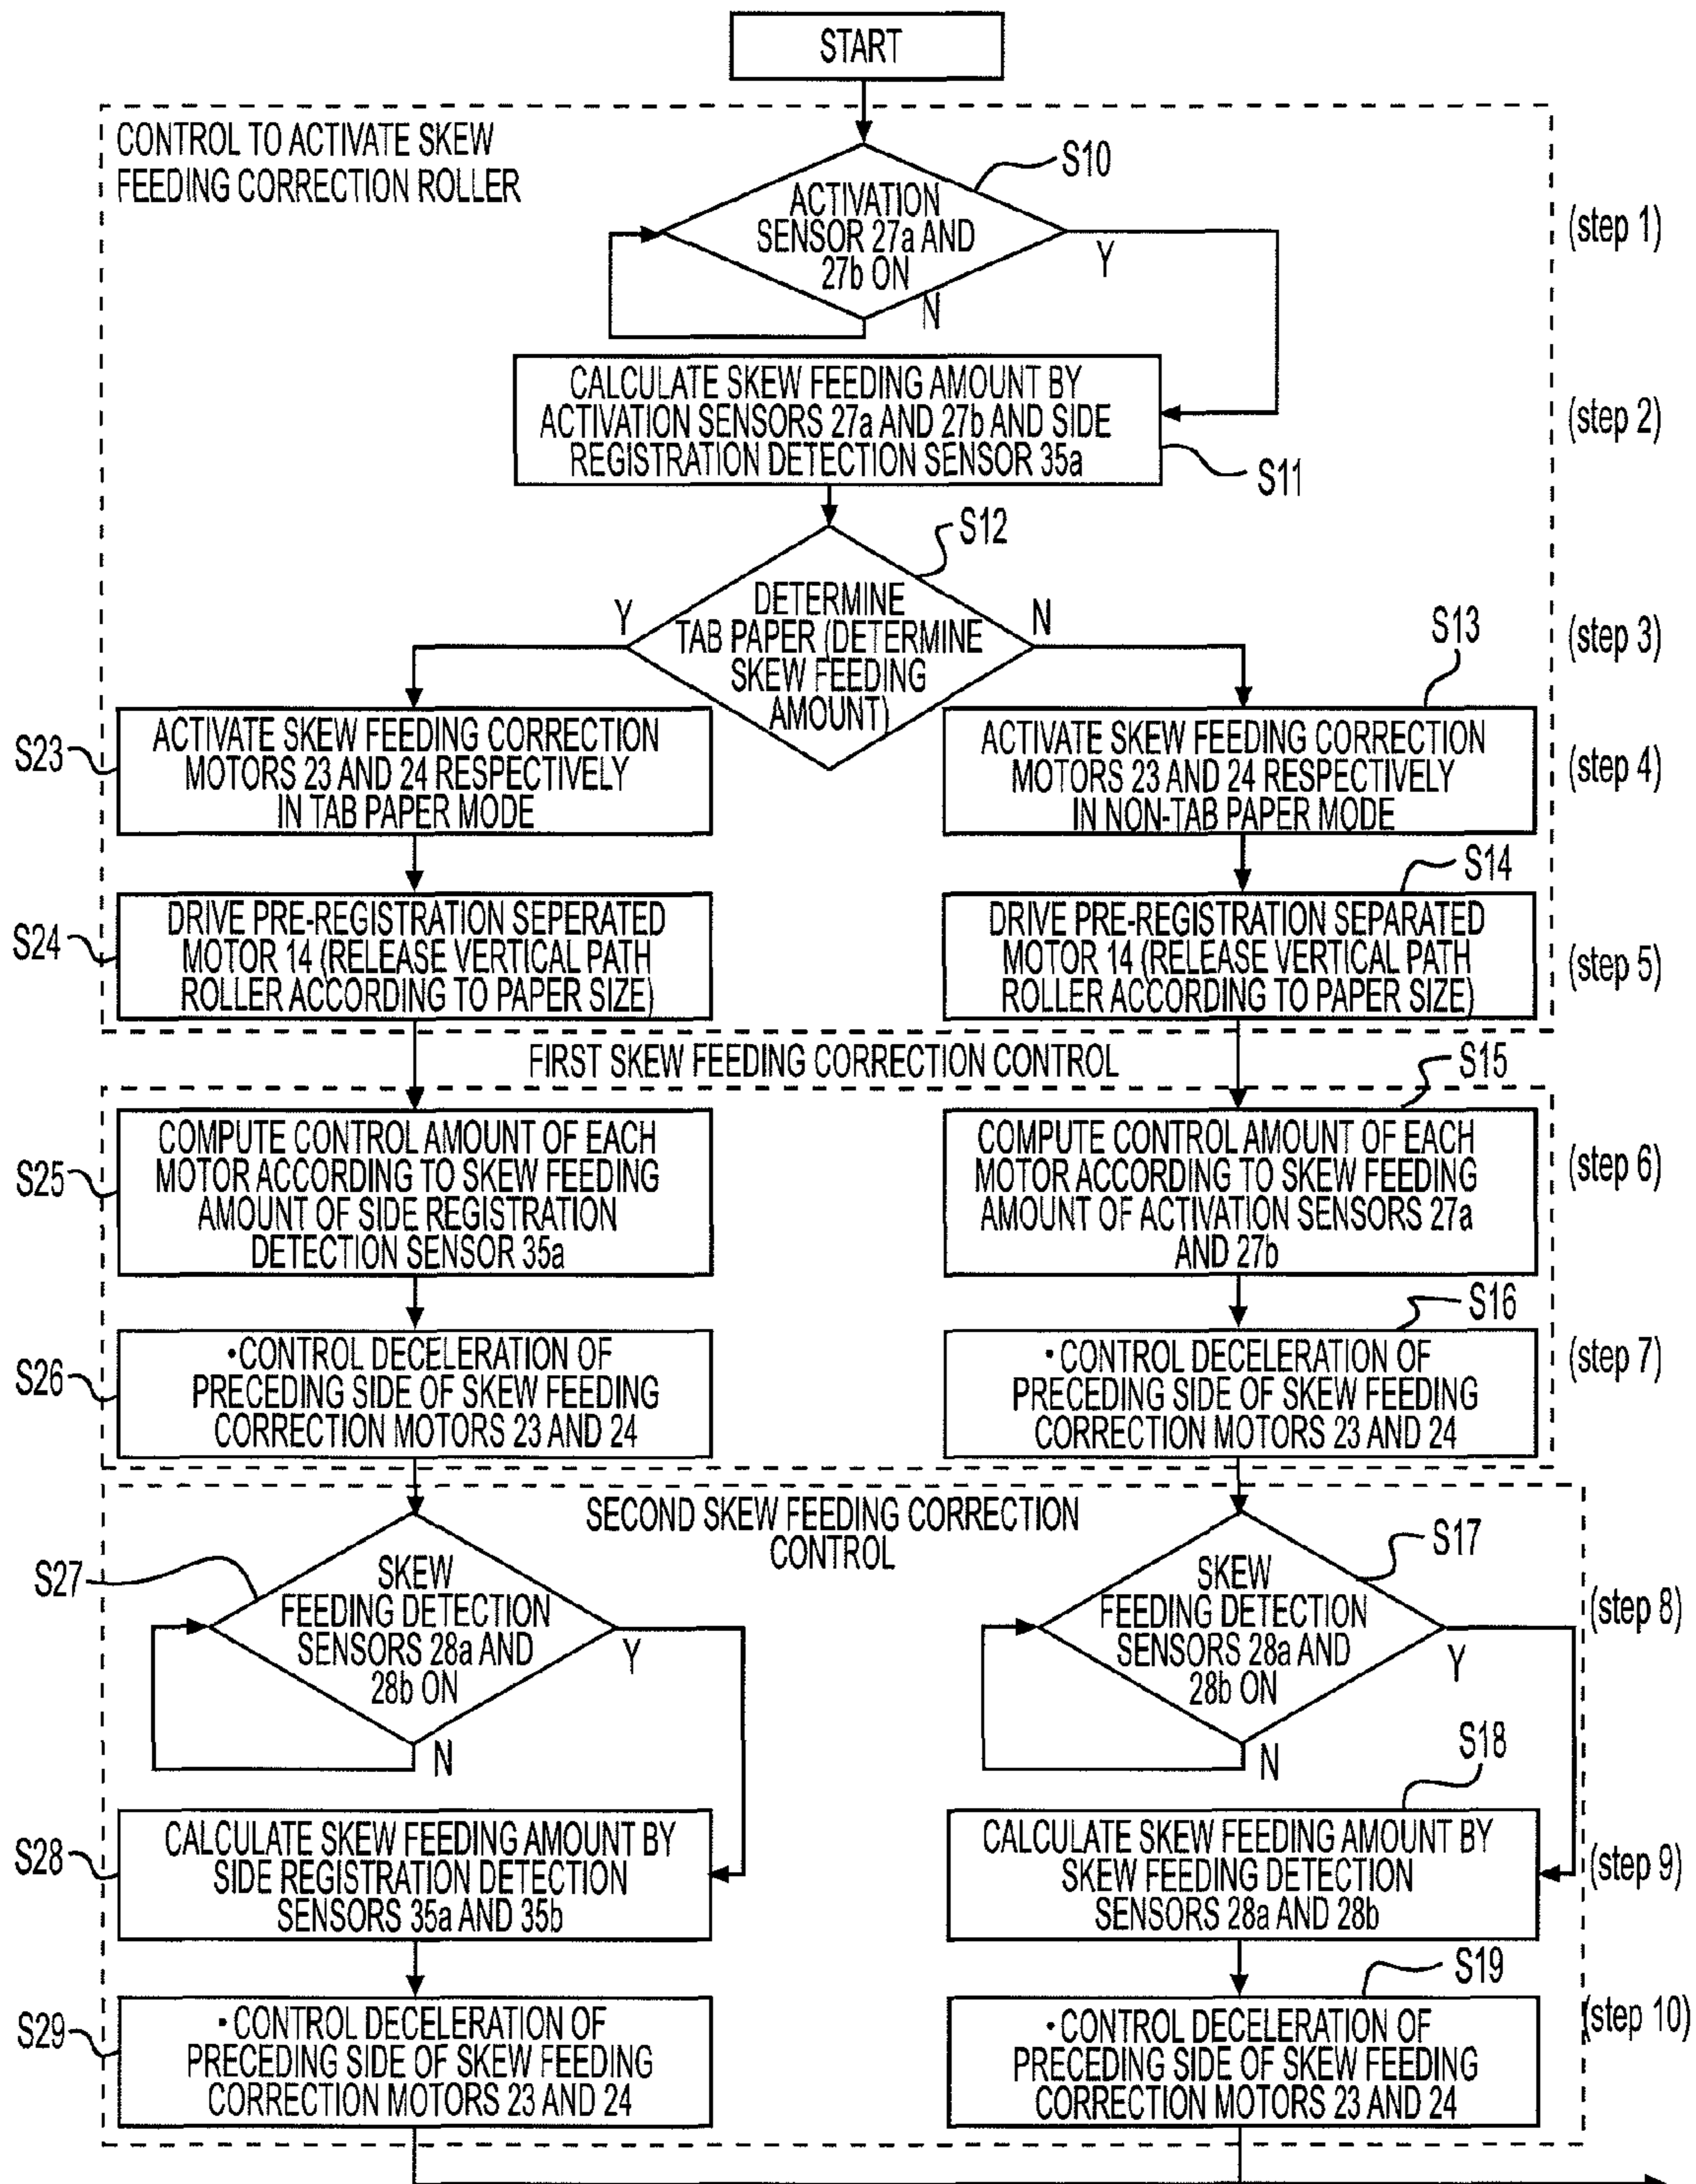 START
CONTROL TO ACTIVATE SKEW
FEEDING CORRECTION ROLLER
S10
ACTIVATION
SENSOR 27a AND
27b ON
Y
N
(step 1)
CALCULATE SKEW FEEDING AMOUNT BY
ACTIVATION SENSORS 27a AND 27b AND SIDE
REGISTRATION DETECTION SENSOR 35a
S11
(step 2)
S12
DETERMINE
TAB PAPER (DETERMINE
SKEW FEEDING
AMOUNT)
Y
N
(step 3)
S23
ACTIVATE SKEW FEEDING CORRECTION
MOTORS 23 AND 24 RESPECTIVELY
IN TAB PAPER MODE
S13
ACTIVATE SKEW FEEDING CORRECTION
MOTORS 23 AND 24 RESPECTIVELY
IN NON-TAB PAPER MODE
(step 4)
S24
DRIVE PRE-REGISTRATION SEPERATED
MOTOR 14 (RELEASE VERTICAL PATH
ROLLER ACCORDING TO PAPER SIZE)
S14
DRIVE PRE-REGISTRATION SEPARATED
MOTOR 14 (RELEASE VERTICAL PATH
ROLLER ACCORDING TO PAPER SIZE)
(step 5)
FIRST SKEW FEEDING CORRECTION CONTROL
S25
COMPUTE CONTROL AMOUNT OF EACH
MOTOR ACCORDING TO SKEW FEEDING
AMOUNT OF SIDE REGISTRATION
DETECTION SENSOR 35a
S15
COMPUTE CONTROL AMOUNT OF EACH
MOTOR ACCORDING TO SKEW FEEDING
AMOUNT OF ACTIVATION SENSORS 27a
AND 27b
(step 6)
S26
•CONTROL DECELERATION OF
PRECEDING SIDE OF SKEW FEEDING
CORRECTION MOTORS 23 AND 24
S16
•CONTROL DECELERATION OF
PRECEDING SIDE OF SKEW FEEDING
CORRECTION MOTORS 23 AND 24
(step 7)
SECOND SKEW FEEDING CORRECTION
CONTROL
S27
SKEW
FEEDING DETECTION
SENSORS 28a AND
28b ON
Y
N
S17
SKEW
FEEDING DETECTION
SENSORS 28a AND
28b ON
Y
N
(step 8)
S28
CALCULATE SKEW FEEDING AMOUNT BY
SIDE REGISTRATION DETECTION
SENSORS 35a AND 35b
S18
CALCULATE SKEW FEEDING AMOUNT BY
SKEW FEEDING DETECTION
SENSORS 28a AND 28b
(step 9)
S29
•CONTROL DECELERATION OF
PRECEDING SIDE OF SKEW FEEDING
CORRECTION MOTORS 23 AND 24
S19
•CONTROL DECELERATION OF
PRECEDING SIDE OF SKEW FEEDING
CORRECTION MOTORS 23 AND 24
(step 10)